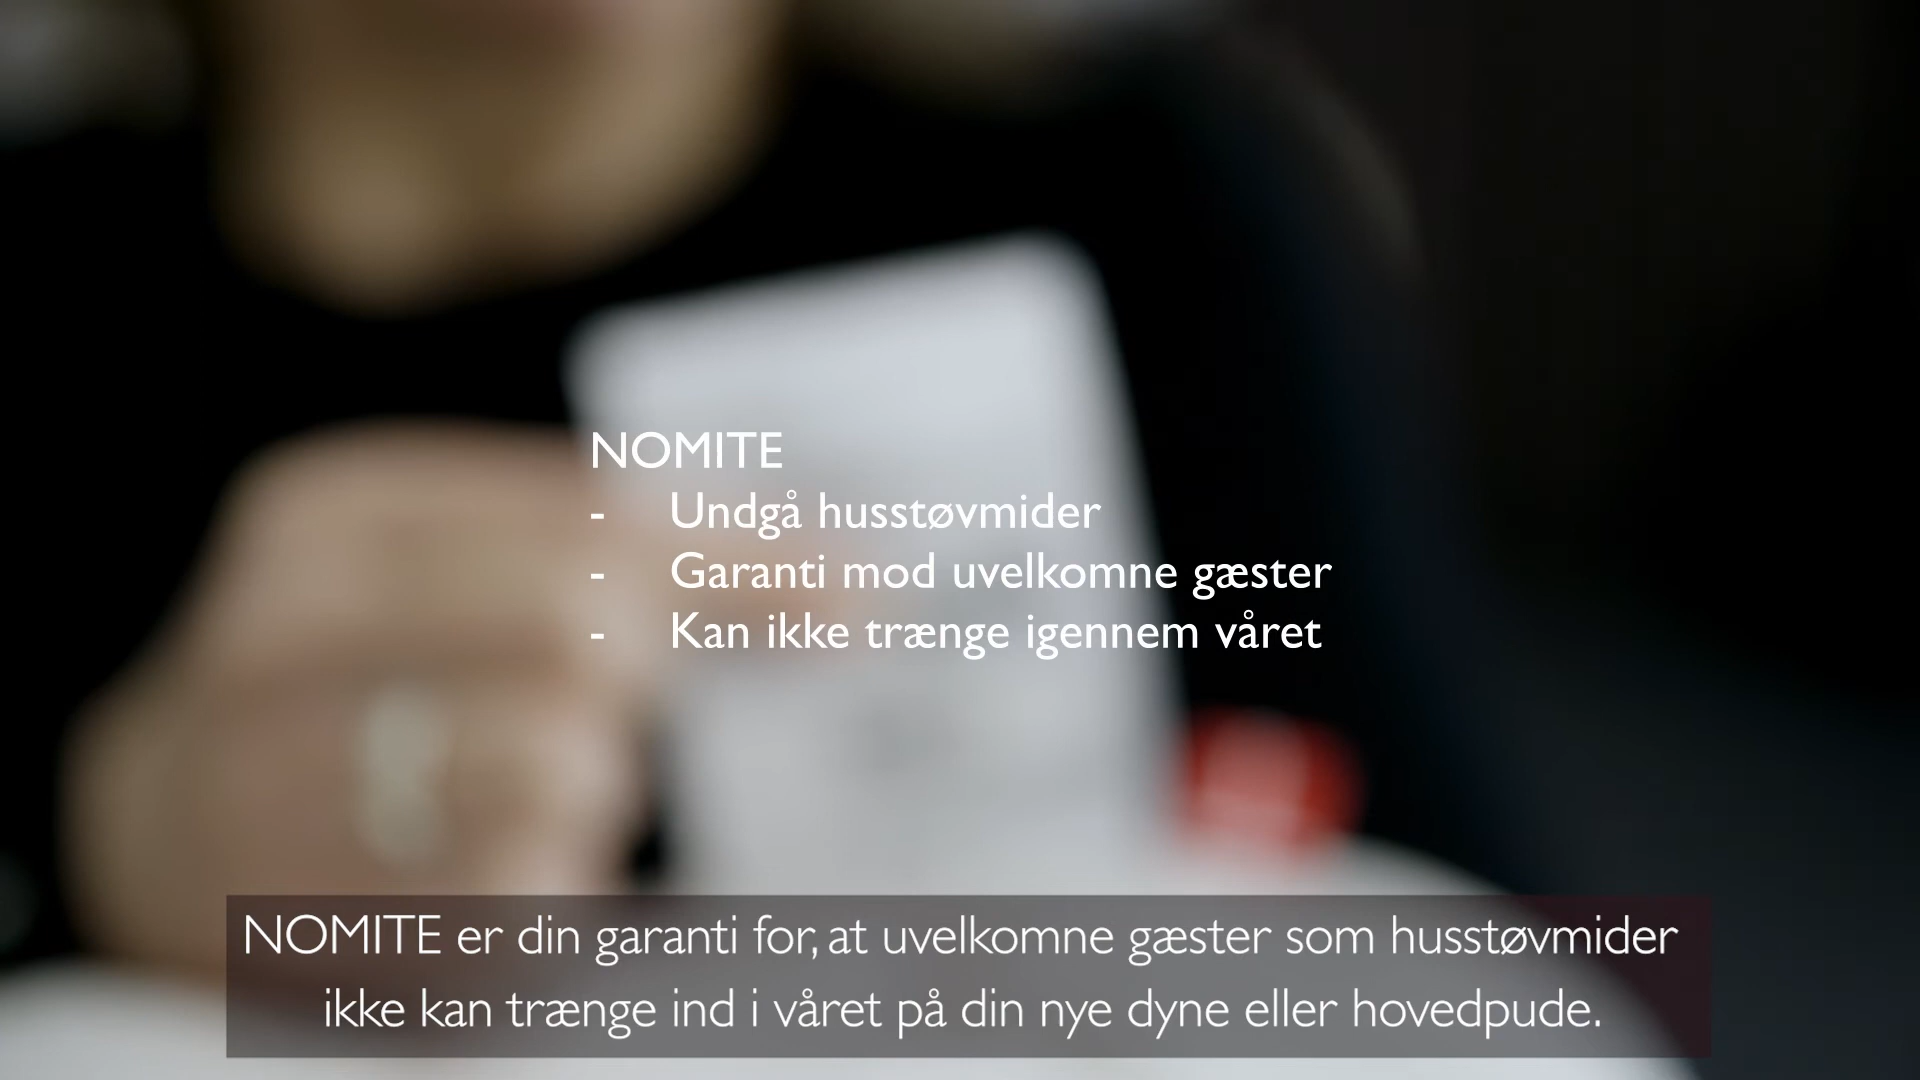 NOMITE
- Undgå husstøvmider
- Garanti mod uvelkomne gæster
- Kan ikke trænge igennem våret
NOMITE er din garanti for, at uvelkomne gæster som husstøvmider
ikke kan trænge ind i våret på din nye dyne eller hovedpude.